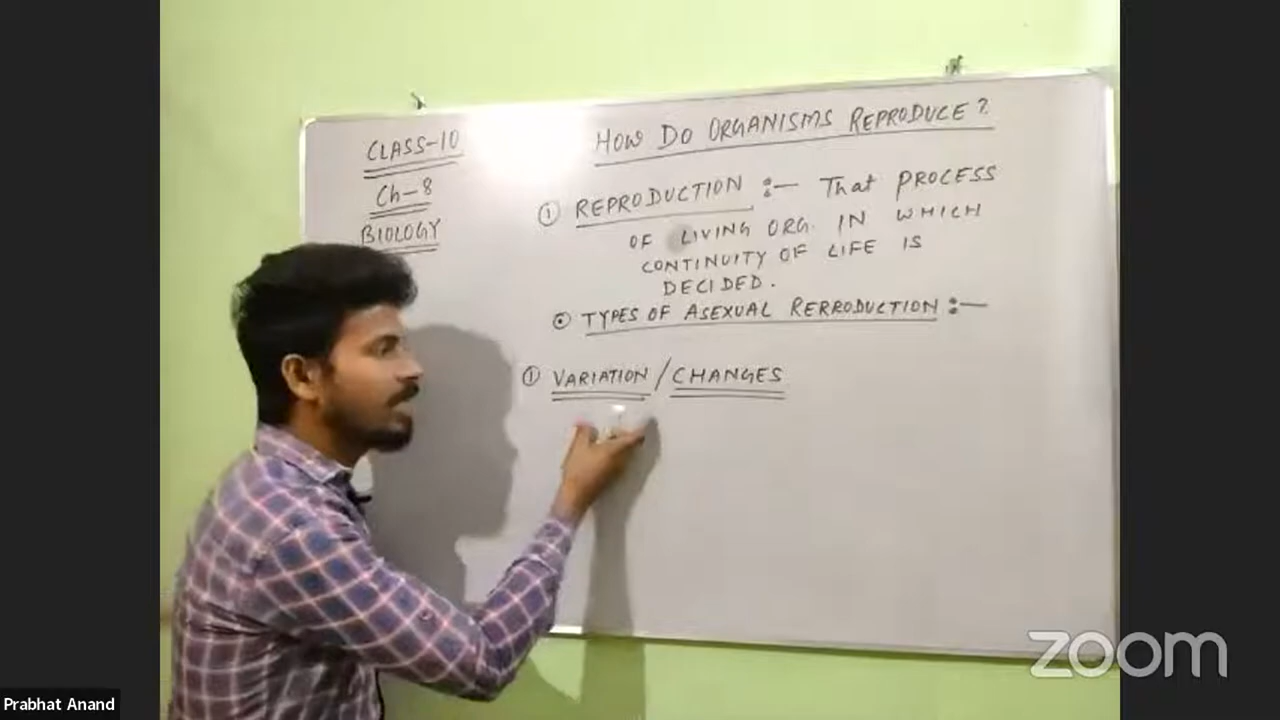 CLASS-10
Ch-8
BIOLOGY
HOW DO ORGANISMS REPRODUCE?
① REPRODUCTION :- That PROCESS
OF LIVING ORG. IN WHICH
CONTINUITY OF LIFE IS
DECIDED.
⊙ TYPES OF ASEXUAL RERRODUCTION :-
① VARIATION / CHANGES
zoom
Prabhat Anand